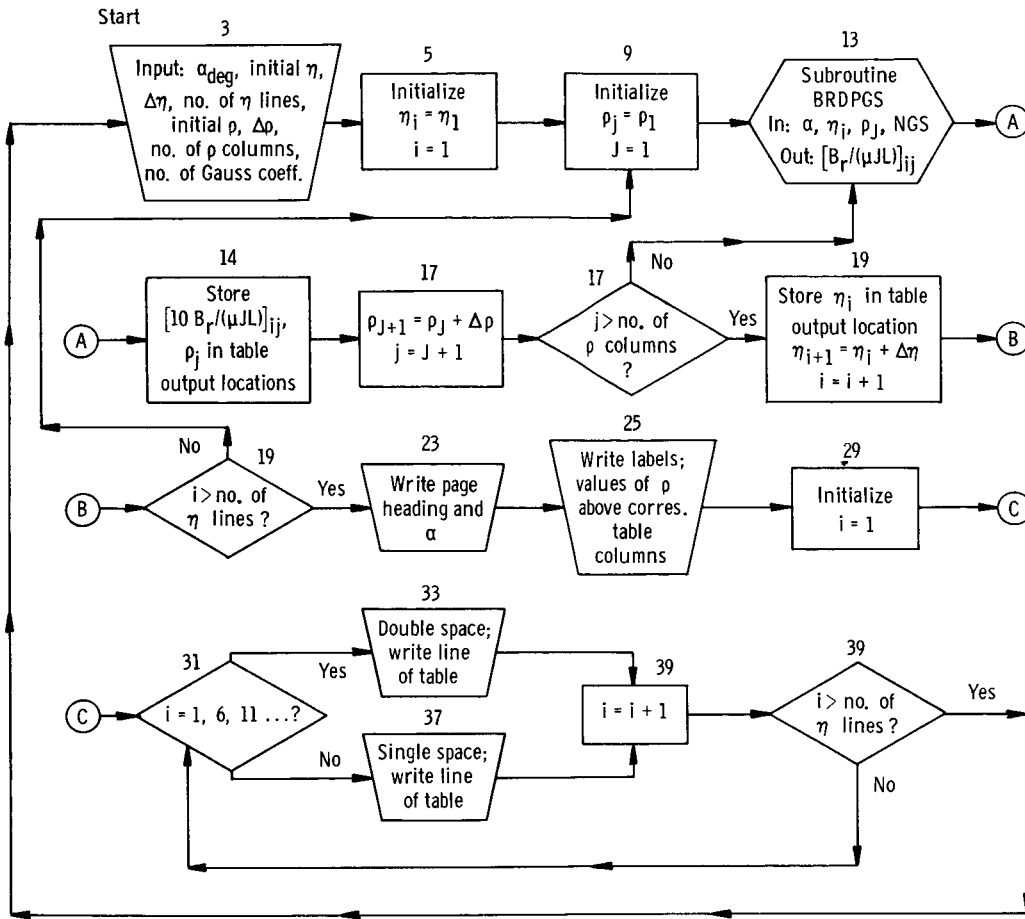 Start
3
Input: α_deg, initial η,
Δη, no. of η lines,
initial ρ, Δρ,
no. of ρ columns,
no. of Gauss coeff.
5
Initialize
η_i = η_1
i = 1
9
Initialize
ρ_j = ρ_1
J = 1
13
Subroutine
BRDPGS
In: α, η_i, ρ_J, NGS
Out: [B_r/(μJL)]_ij
A
A
14
Store
[10 B_r/(μJL)]_ij,
ρ_j in table
output locations
17
ρ_J+1 = ρ_J + Δρ
j = J + 1
17
j > no. of
ρ columns
?
No
Yes
19
Store η_i in table
output location
η_i+1 = η_i + Δη
i = i + 1
B
B
No
19
i > no. of
η lines ?
Yes
23
Write page
heading and
α
25
Write labels;
values of ρ
above corres.
table
columns
29
Initialize
i = 1
C
C
31
i = 1, 6, 11 ...?
Yes
No
33
Double space;
write line
of table
37
Single space;
write line
of table
39
i = i + 1
39
i > no. of
η lines ?
Yes
No